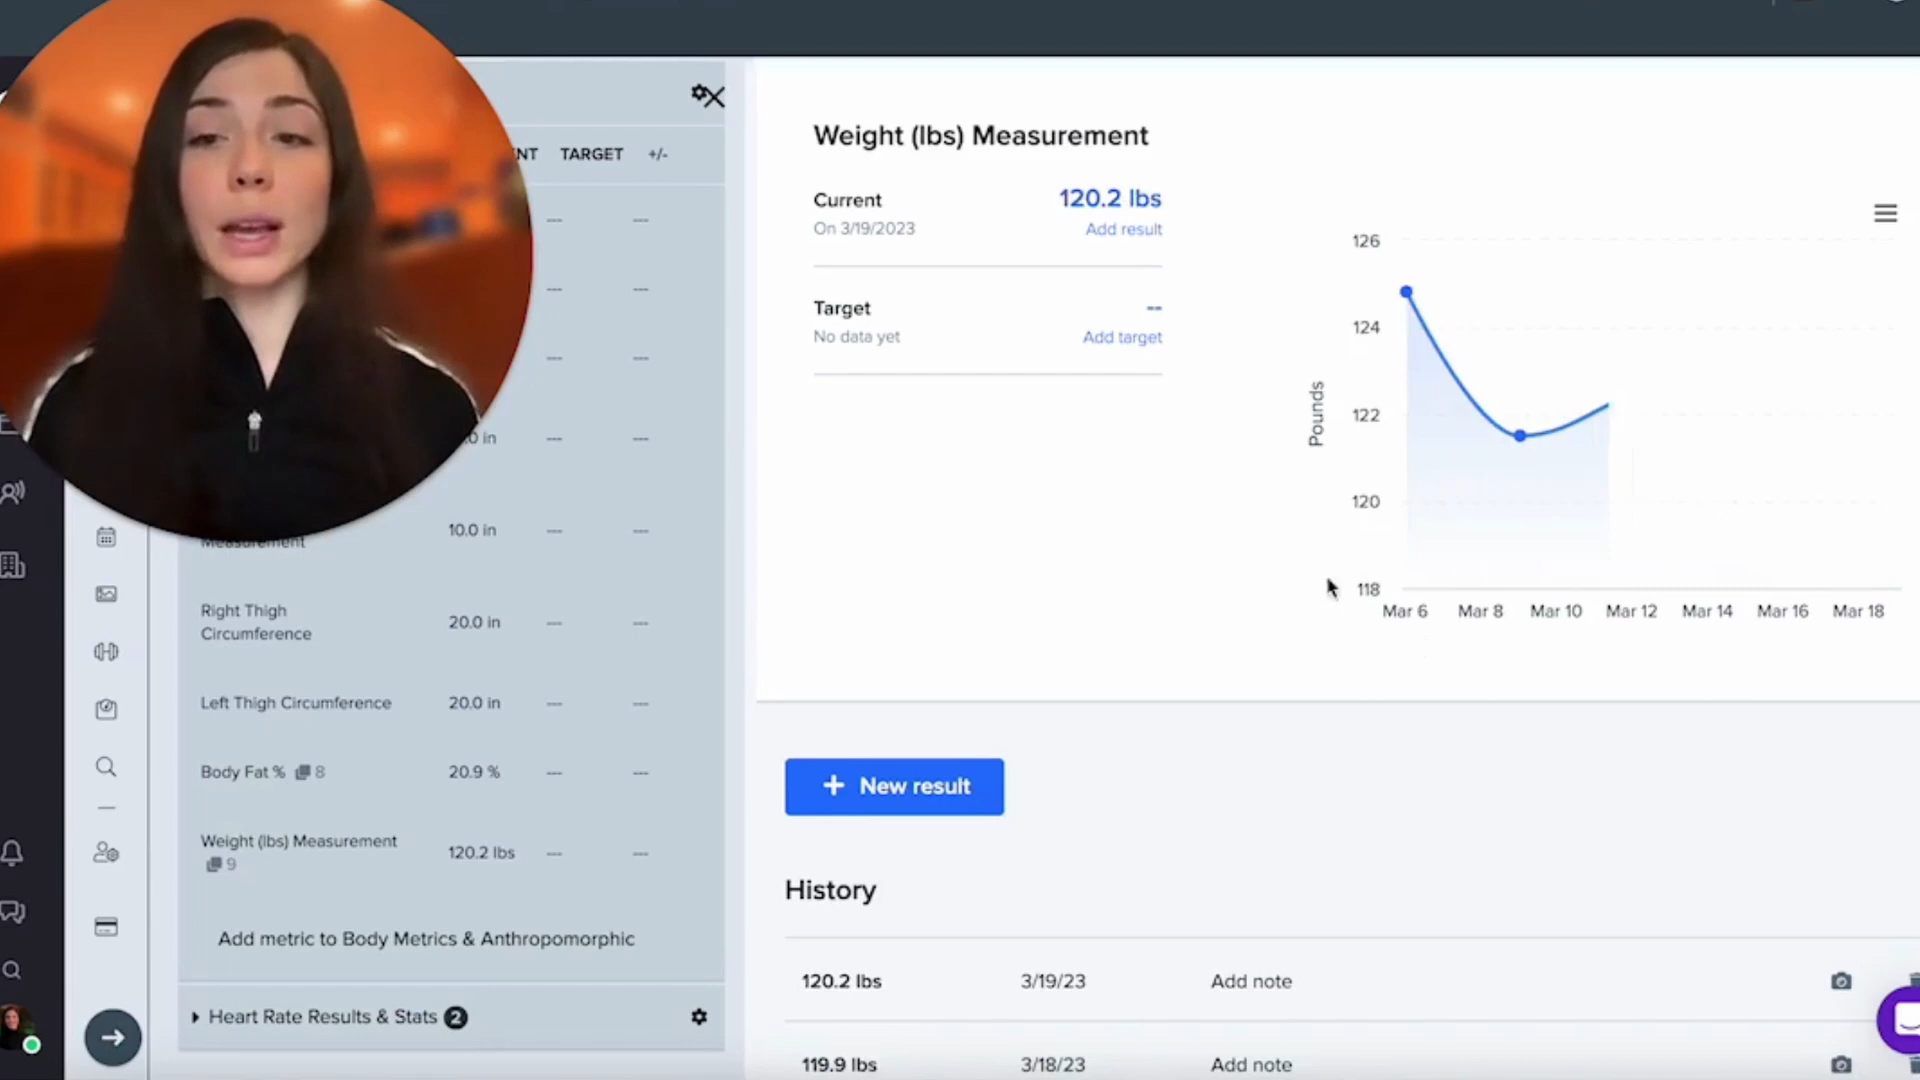 TARGET +/-
--- ---
--- ---
--- ---
--- ---
10.0 in --- ---
Right Thigh
Circumference
20.0 in --- ---
Left Thigh Circumference 20.0 in --- ---
Body Fat % 8 20.9 % --- ---
Weight (lbs) Measurement
9
120.2 lbs --- ---
Add metric to Body Metrics & Anthropomorphic
Heart Rate Results & Stats 2
Weight (lbs) Measurement
Current 120.2 lbs
On 3/19/2023 Add result
Target --
No data yet Add target
Pounds
126
124
122
120
118
Mar 6 Mar 8 Mar 10 Mar 12 Mar 14 Mar 16 Mar 18
+ New result
History
120.2 lbs 3/19/23 Add note
119.9 lbs 3/18/23 Add note